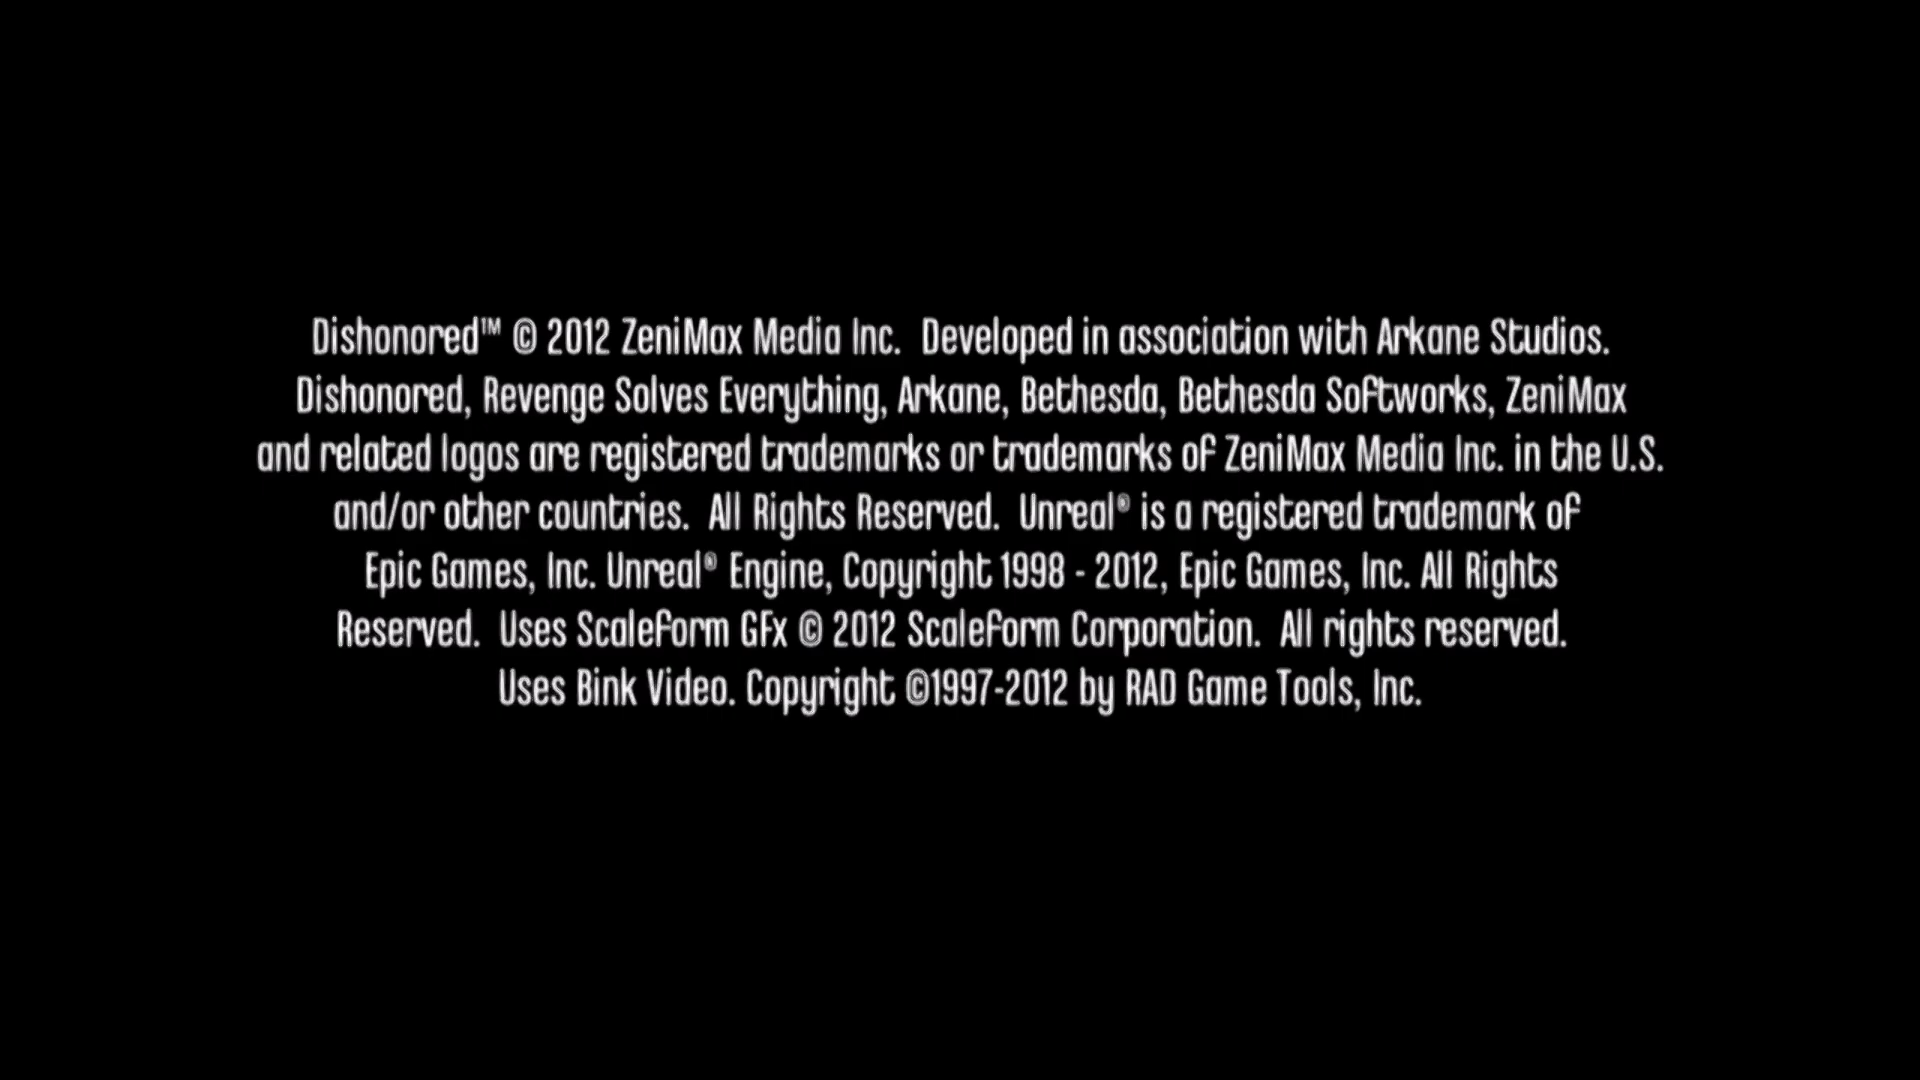 Dishonored™ © 2012 ZeniMax Media Inc.  Developed in association with Arkane Studios.
Dishonored, Revenge Solves Everything, Arkane, Bethesda, Bethesda Softworks, ZeniMax
and related logos are registered trademarks or trademarks of ZeniMax Media Inc. in the U.S.
and/or other countries.  All Rights Reserved.  Unreal® is a registered trademark of
Epic Games, Inc. Unreal® Engine, Copyright 1998 - 2012, Epic Games, Inc. All Rights
Reserved.  Uses Scaleform GFx © 2012 Scaleform Corporation.  All rights reserved.
Uses Bink Video. Copyright ©1997-2012 by RAD Game Tools, Inc.